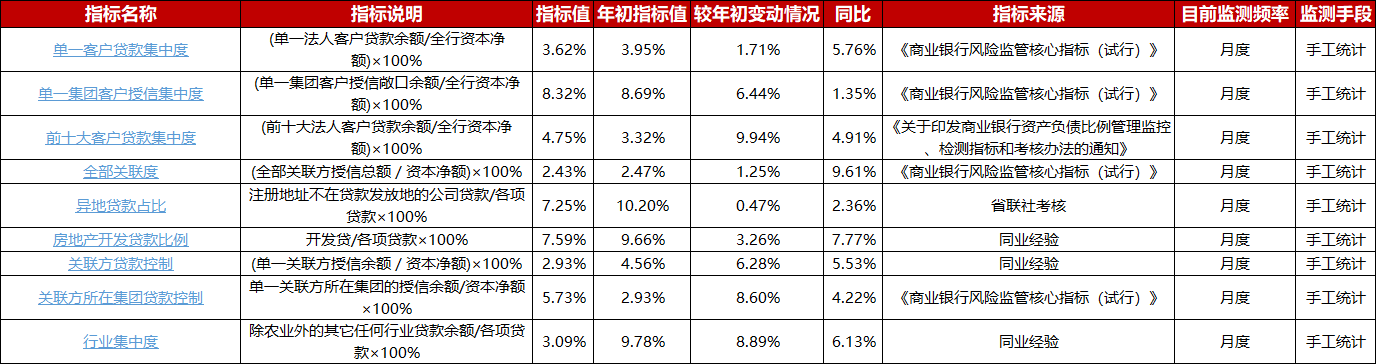 指标名称 指标说明 指标值 年初指标值 较年初变动情况 同比 指标来源 目前监测频率 监测手段
单一客户贷款集中度 (单一法人客户贷款余额/全行资本净
额)×100% 3.62% 3.95% 1.71% 5.76% 《商业银行风险监管核心指标（试行）》 月度 手工统计
单一集团客户授信集中度 (单一集团客户授信敞口余额/全行资本净
额)×100% 8.32% 8.69% 6.44% 1.35% 《商业银行风险监管核心指标（试行）》 月度 手工统计
前十大客户贷款集中度 (前十大法人客户贷款余额/全行资本净
额)×100% 4.75% 3.32% 9.94% 4.91% 《关于印发商业银行资产负债比例管理监控
、检测指标和考核办法的通知》 月度 手工统计
全部关联度 (全部关联方授信总额 / 资本净额)×100% 2.43% 2.47% 1.25% 9.61% 《商业银行风险监管核心指标（试行）》 月度 手工统计
异地贷款占比 注册地址不在贷款发放地的公司贷款/各项
贷款×100% 7.25% 10.20% 0.47% 2.36% 省联社考核 月度 手工统计
房地产开发贷款比例 开发贷/各项贷款×100% 7.59% 9.66% 3.26% 7.77% 同业经验 月度 手工统计
关联方贷款控制 (单一关联方授信余额 / 资本净额)×100% 2.93% 4.56% 6.28% 5.53% 同业经验 月度 手工统计
关联方所在集团贷款控制 单一关联方所在集团的授信余额/资本净额
×100% 5.73% 2.93% 8.60% 4.22% 《商业银行风险监管核心指标（试行）》 月度 手工统计
行业集中度 除农业外的其它任何行业贷款余额/各项贷
款×100% 3.09% 9.78% 8.89% 6.13% 同业经验 月度 手工统计